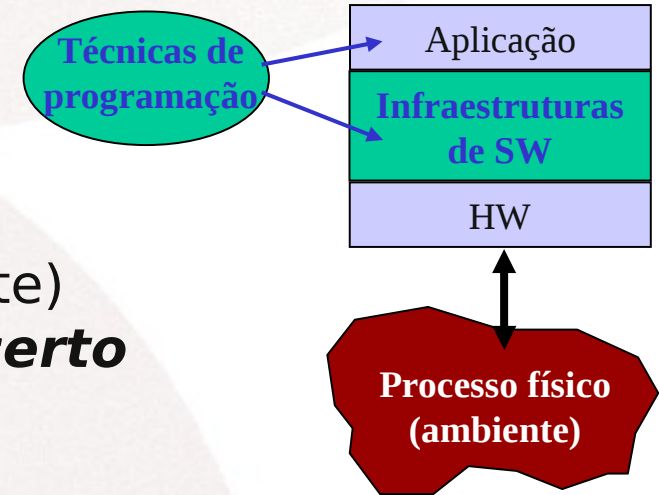 Técnicas de
programação
Aplicação
Infraestruturas
de SW
HW
te)
erto
Processo físico
(ambiente)